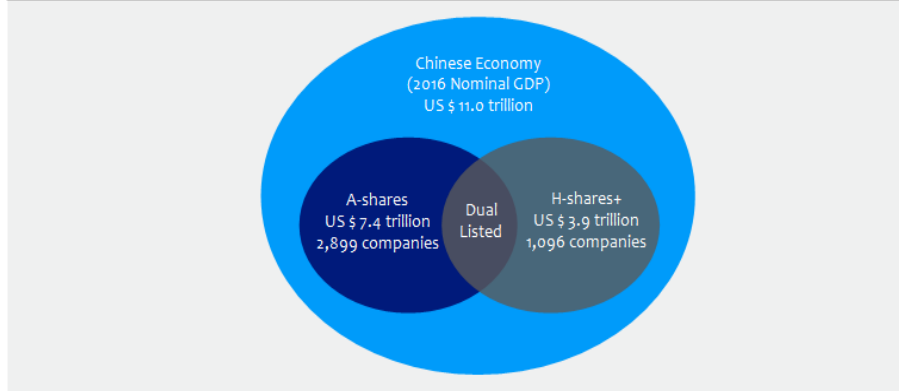 Chinese Economy
(2016 Nominal GDP)
US $ 11.0 trillion
A-shares
US $ 7.4 trillion
2,899 companies
Dual
Listed
H-shares+
US $ 3.9 trillion
1,096 companies